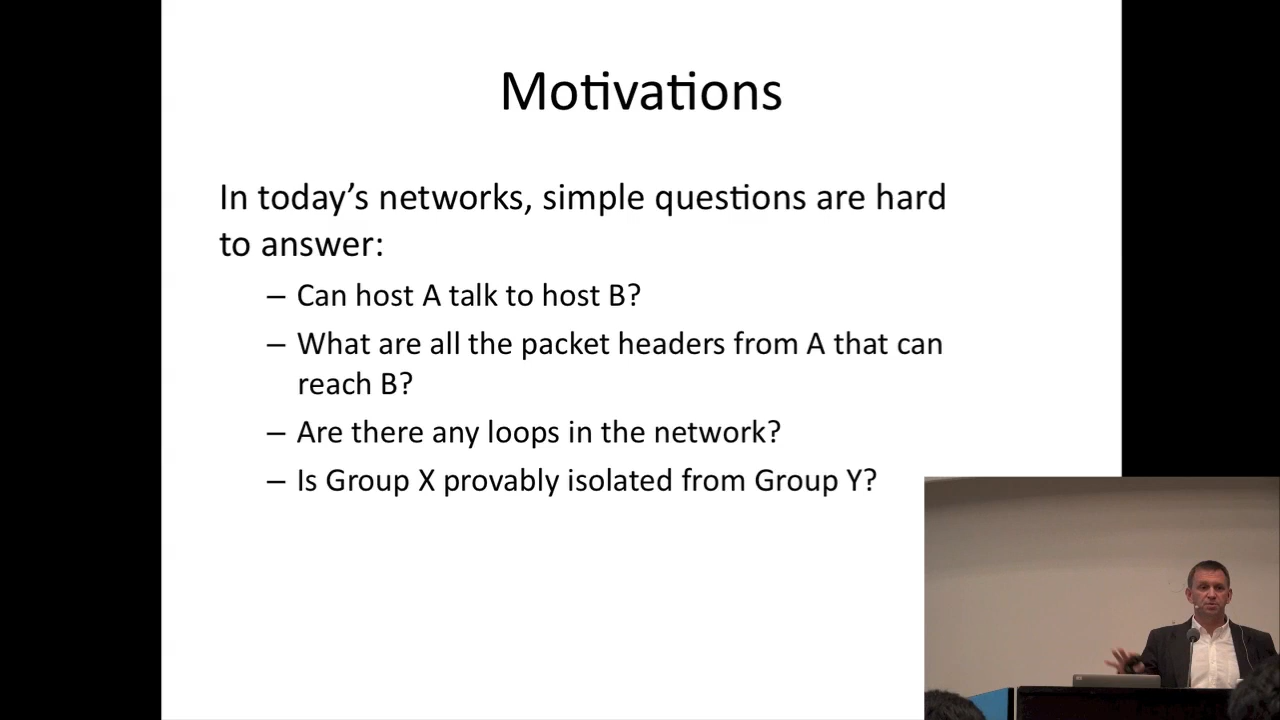 Motivations
In today’s networks, simple questions are hard
to answer:
– Can host A talk to host B?
– What are all the packet headers from A that can
reach B?
– Are there any loops in the network?
– Is Group X provably isolated from Group Y?